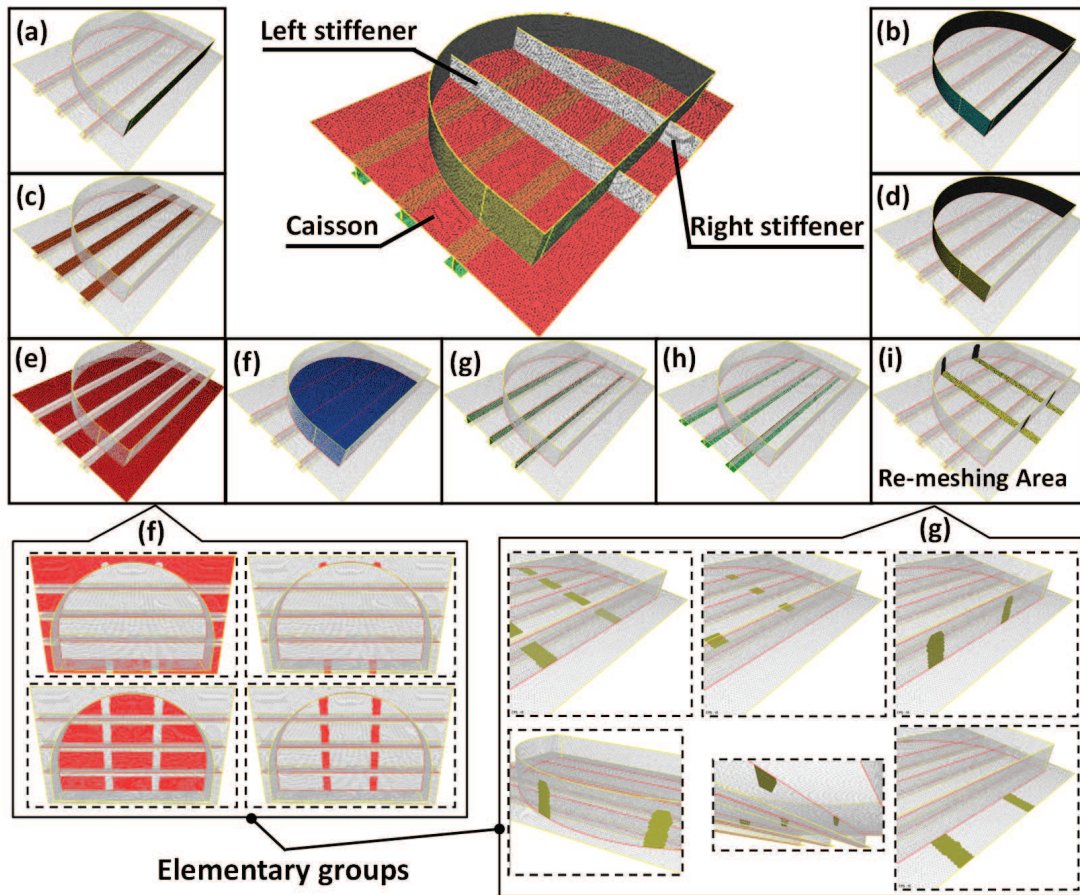 (a)
Left stiffener
(b)
(c)
Caisson
Right stiffener
(d)
(e)
(f)
(g)
(h)
(i)
Re-meshing Area
(f)
(g)
Elementary groups